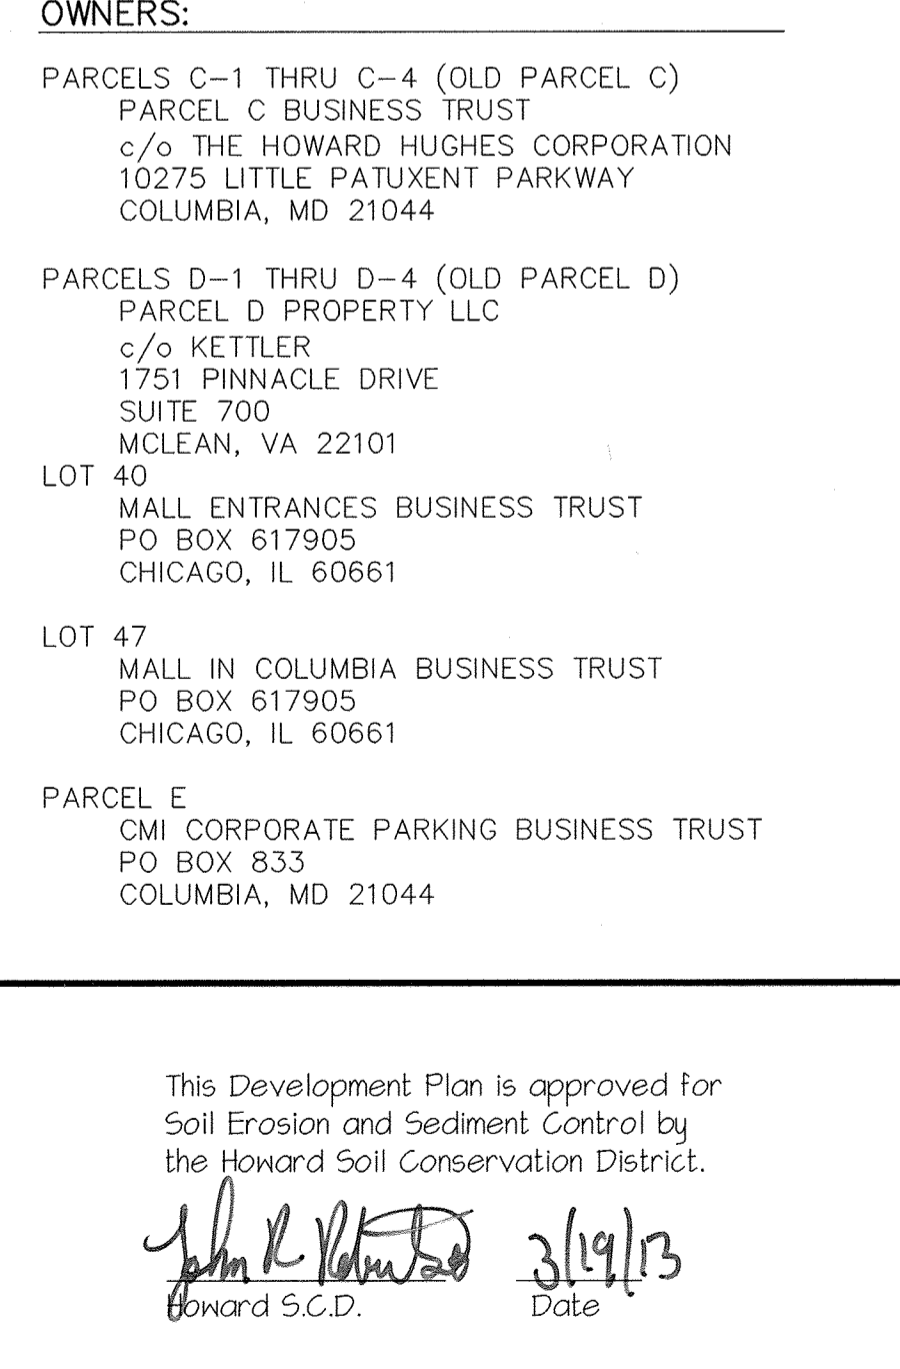 OWNERS:
PARCELS C-1 THRU C-4 (OLD PARCEL C)
PARCEL C BUSINESS TRUST
c/o THE HOWARD HUGHES CORPORATION
10275 LITTLE PATUXENT PARKWAY
COLUMBIA, MD 21044
PARCELS D-1 THRU D-4 (OLD PARCEL D)
PARCEL D PROPERTY LLC
c/o KETTLER
1751 PINNACLE DRIVE
SUITE 700
MCLEAN, VA 22101
LOT 40
MALL ENTRANCES BUSINESS TRUST
PO BOX 617905
CHICAGO, IL 60661
LOT 47
MALL IN COLUMBIA BUSINESS TRUST
PO BOX 617905
CHICAGO, IL 60661
PARCEL E
CMI CORPORATE PARKING BUSINESS TRUST
PO BOX 833
COLUMBIA, MD 21044
This Development Plan is approved for
Soil Erosion and Sediment Control by
the Howard Soil Conservation District.
John R. 3/19/13
Howard S.C.D. Date